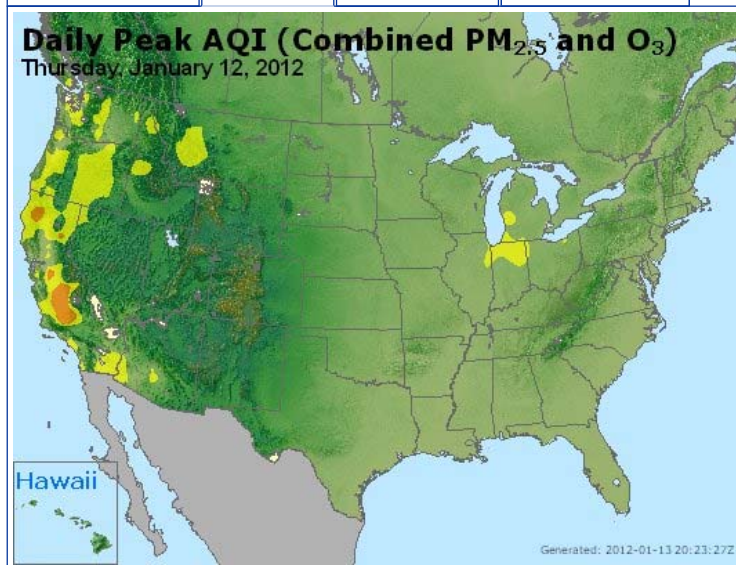 Daily Peak AQI (Combined PM2.5 and O3)
Thursday, January 12, 2012
Hawaii
Generated: 2012-01-13 20:23:27Z